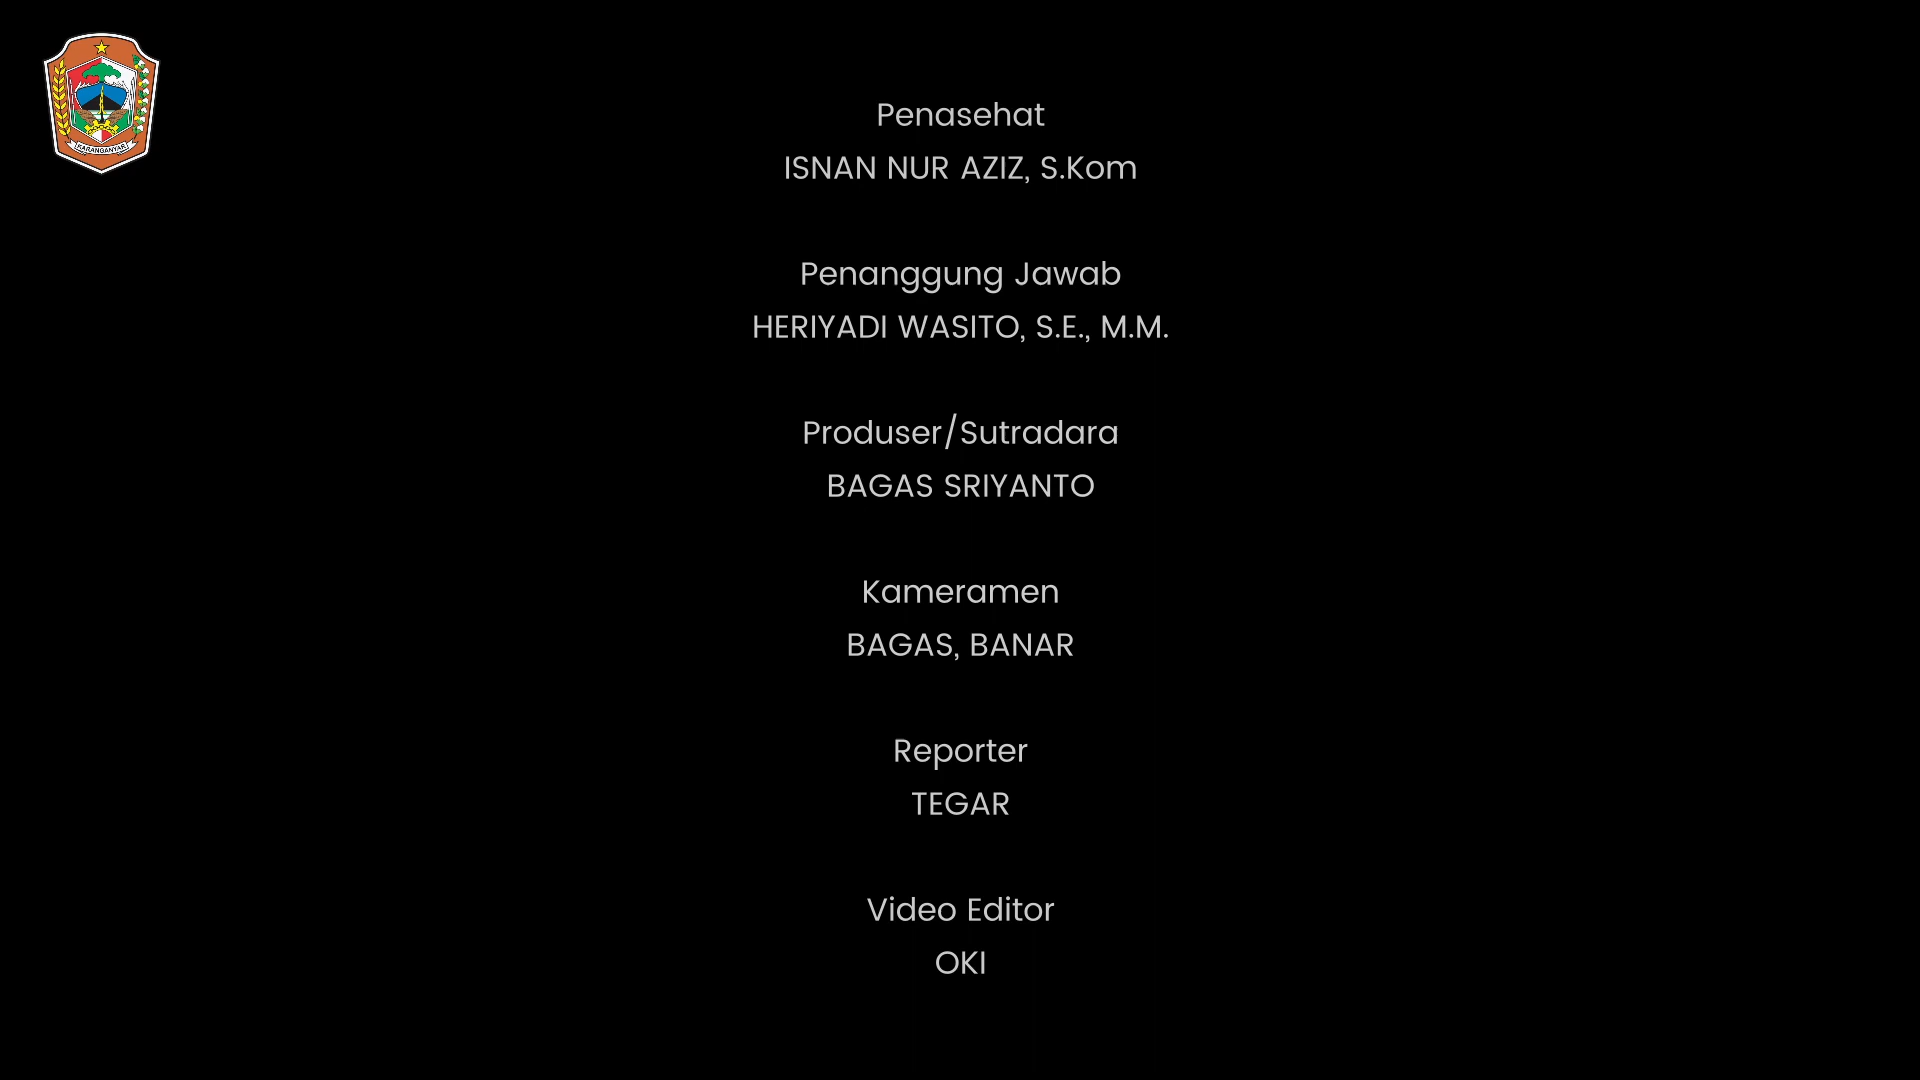 KARANGANYAR
Penasehat
ISNAN NUR AZIZ, S.Kom
Penanggung Jawab
HERIYADI WASITO, S.E., M.M.
Produser/Sutradara
BAGAS SRIYANTO
Kameramen
BAGAS, BANAR
Reporter
TEGAR
Video Editor
OKI